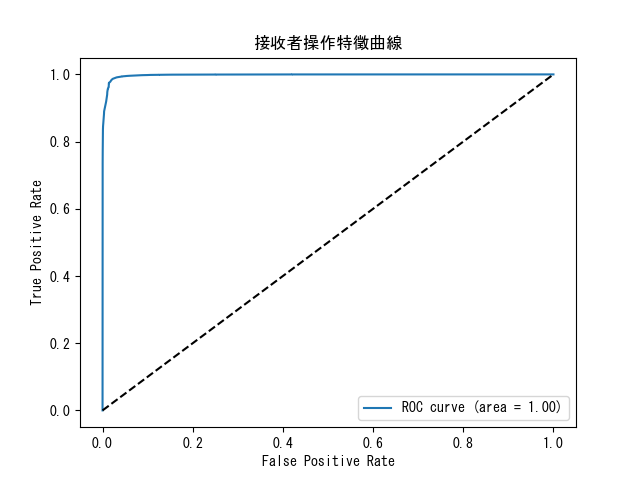 接收者操作特徵曲線
True Positive Rate
1.0
0.8
0.6
0.4
0.2
0.0
ROC curve (area = 1.00)
0.0 0.2 0.4 0.6 0.8 1.0
False Positive Rate